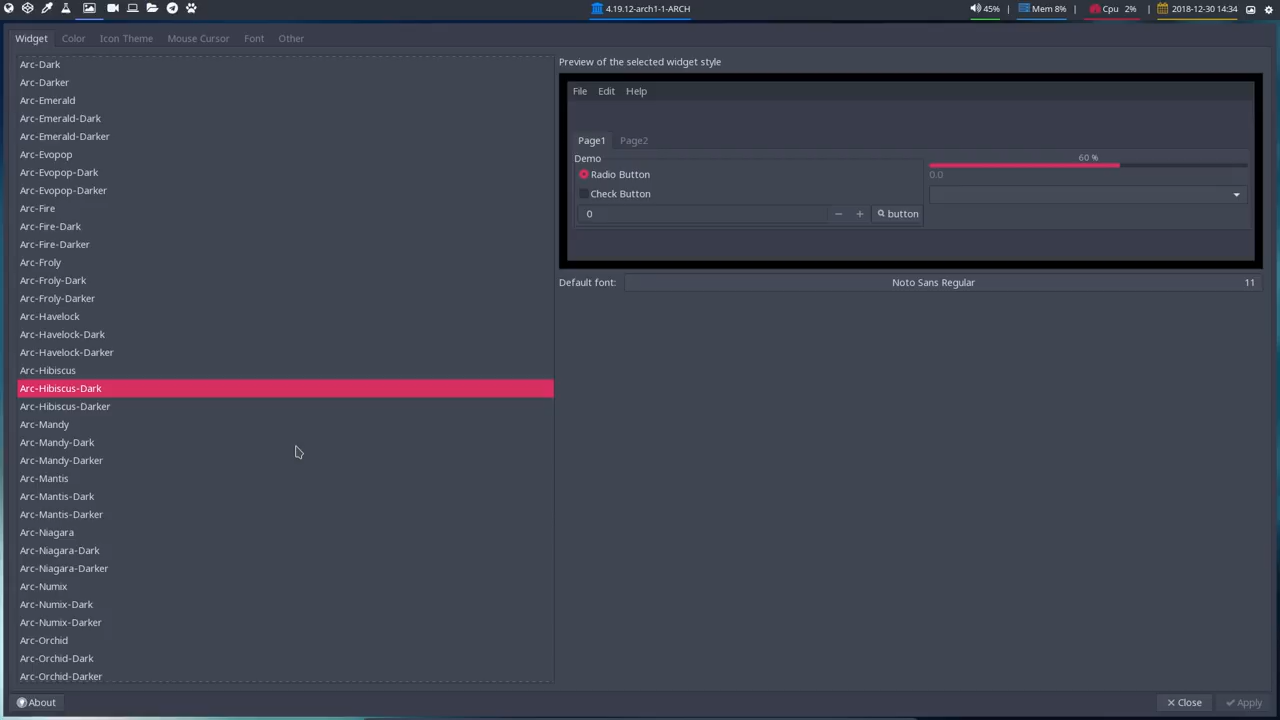 4.19.12-arch1-1-ARCH
45% | Mem 8% | Cpu 2% | 2018-12-30 14:34
Widget Color Icon Theme Mouse Cursor Font Other
Arc-Dark
Arc-Darker
Arc-Emerald
Arc-Emerald-Dark
Arc-Emerald-Darker
Arc-Evopop
Arc-Evopop-Dark
Arc-Evopop-Darker
Arc-Fire
Arc-Fire-Dark
Arc-Fire-Darker
Arc-Froly
Arc-Froly-Dark
Arc-Froly-Darker
Arc-Havelock
Arc-Havelock-Dark
Arc-Havelock-Darker
Arc-Hibiscus
Arc-Hibiscus-Dark
Arc-Hibiscus-Darker
Arc-Mandy
Arc-Mandy-Dark
Arc-Mandy-Darker
Arc-Mantis
Arc-Mantis-Dark
Arc-Mantis-Darker
Arc-Niagara
Arc-Niagara-Dark
Arc-Niagara-Darker
Arc-Numix
Arc-Numix-Dark
Arc-Numix-Darker
Arc-Orchid
Arc-Orchid-Dark
Arc-Orchid-Darker
Preview of the selected widget style
File Edit Help
Page1 Page2
Demo
Radio Button
Check Button
0 − + button
60 %
0.0
Default font: Noto Sans Regular 11
About
Close Apply